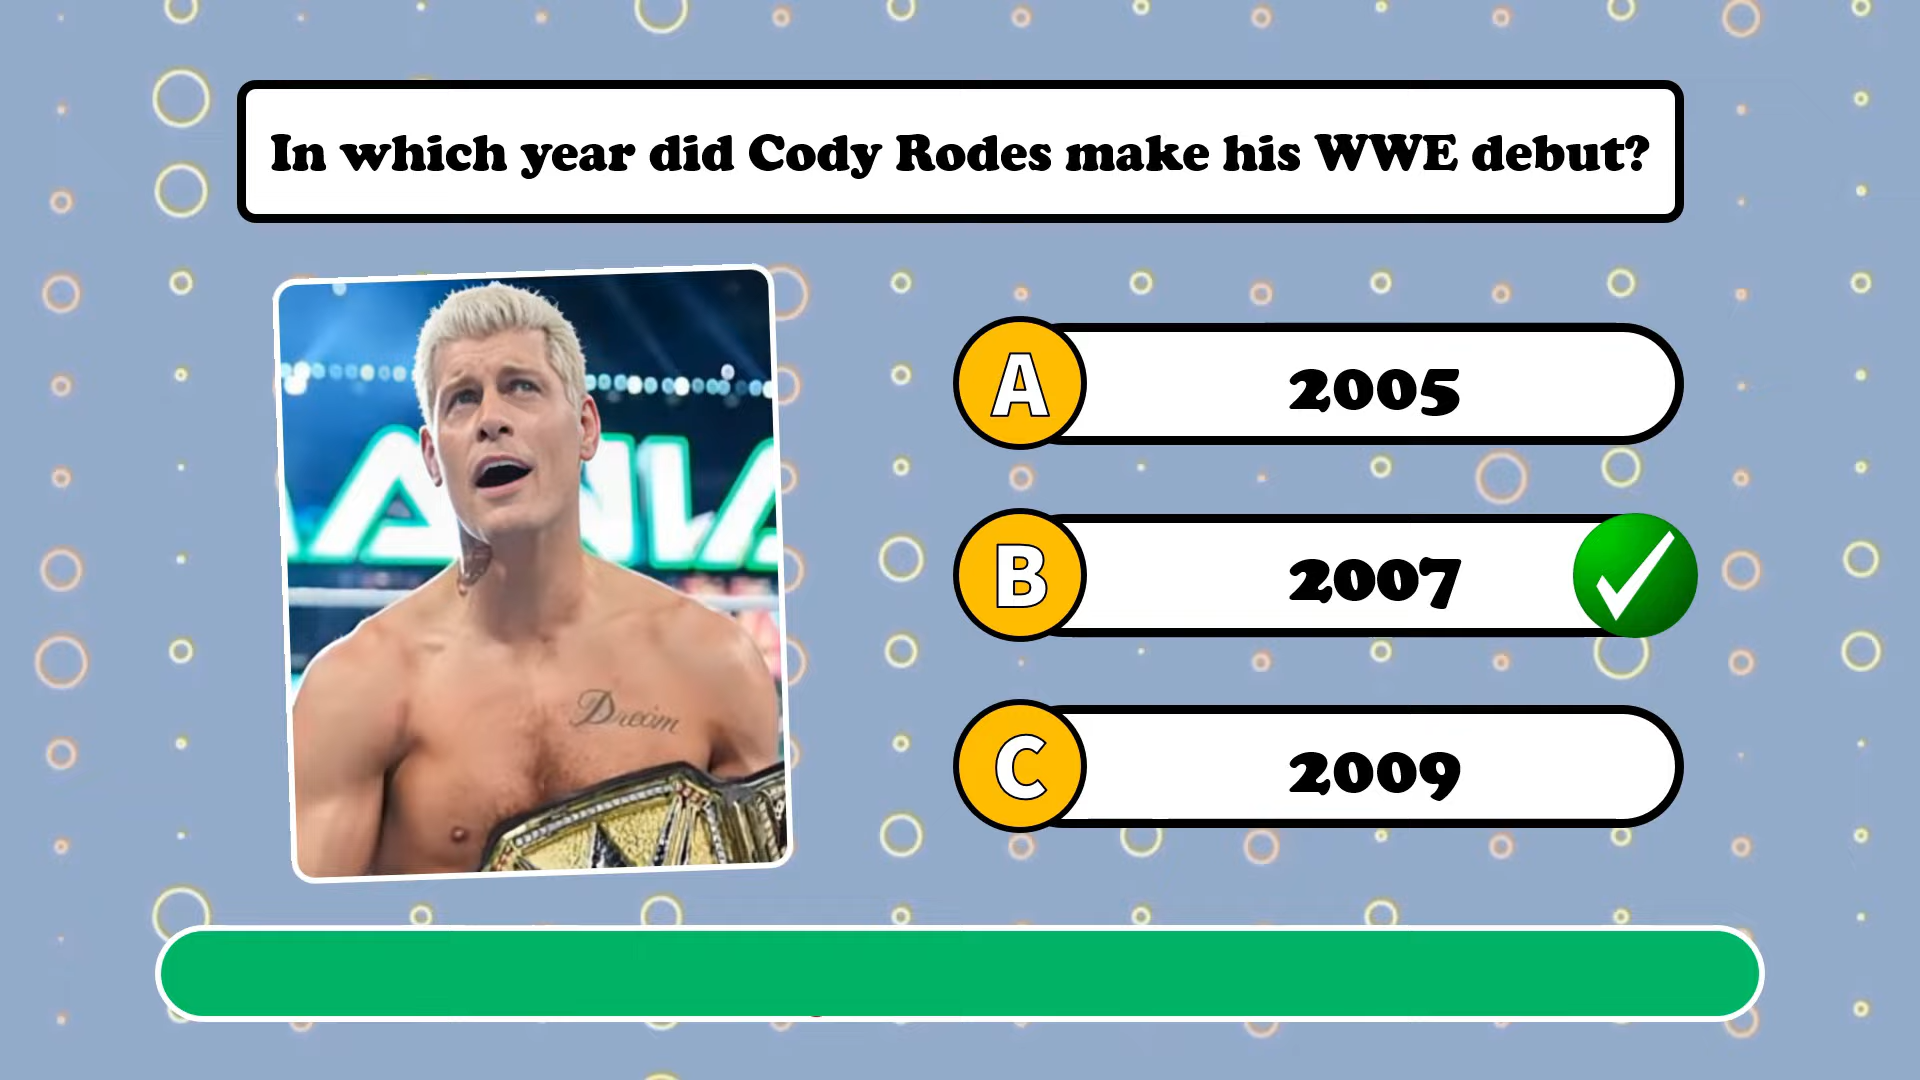 In which year did Cody Rodes make his WWE debut?
A
2005
B
2007
C
2009
Dream